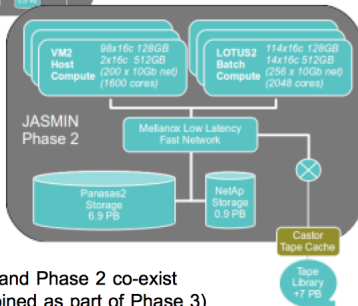 VM2 98x16c 128GB
Host 2x16c 512GB
Compute (200 x 10Gb net)
(1600 cores)
LOTUS2 114x16c 128GB
Batch 14x16c 512GB
Compute (256 x 10Gb net)
(2048 cores)
JASMIN
Phase 2
Mellanox Low Latency
Fast Network
Panasas2
Storage
6.9 PB
NetAp
Storage
0.9 PB
Castor
Tape Cache
Tape
Library
+7 PB
and Phase 2 co-exist
ined as part of Phase 3)